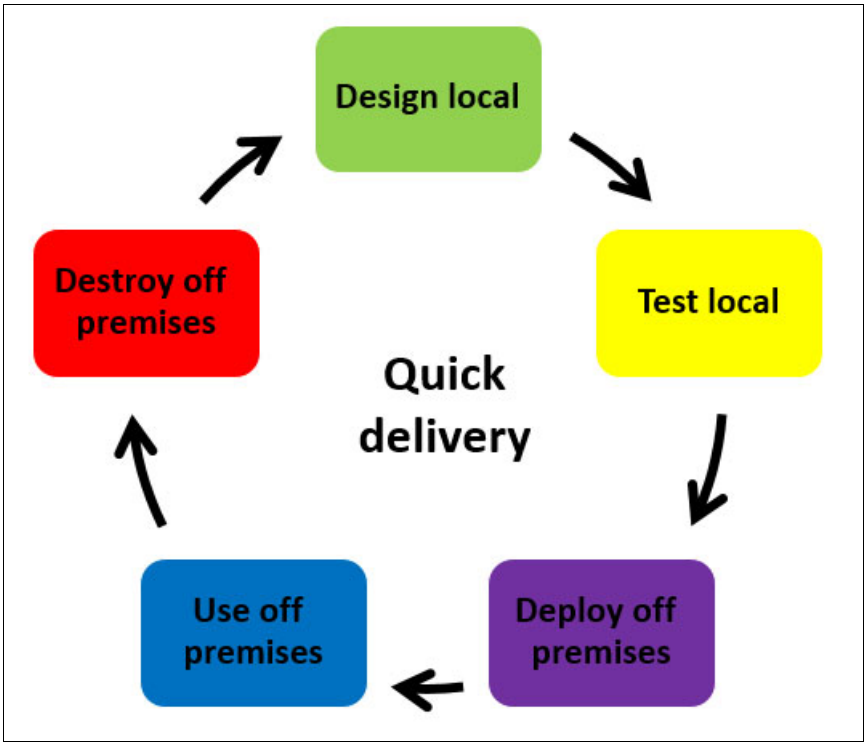 Design local
Test local
Deploy off
premises
Use off
premises
Destroy off
premises
Quick
delivery